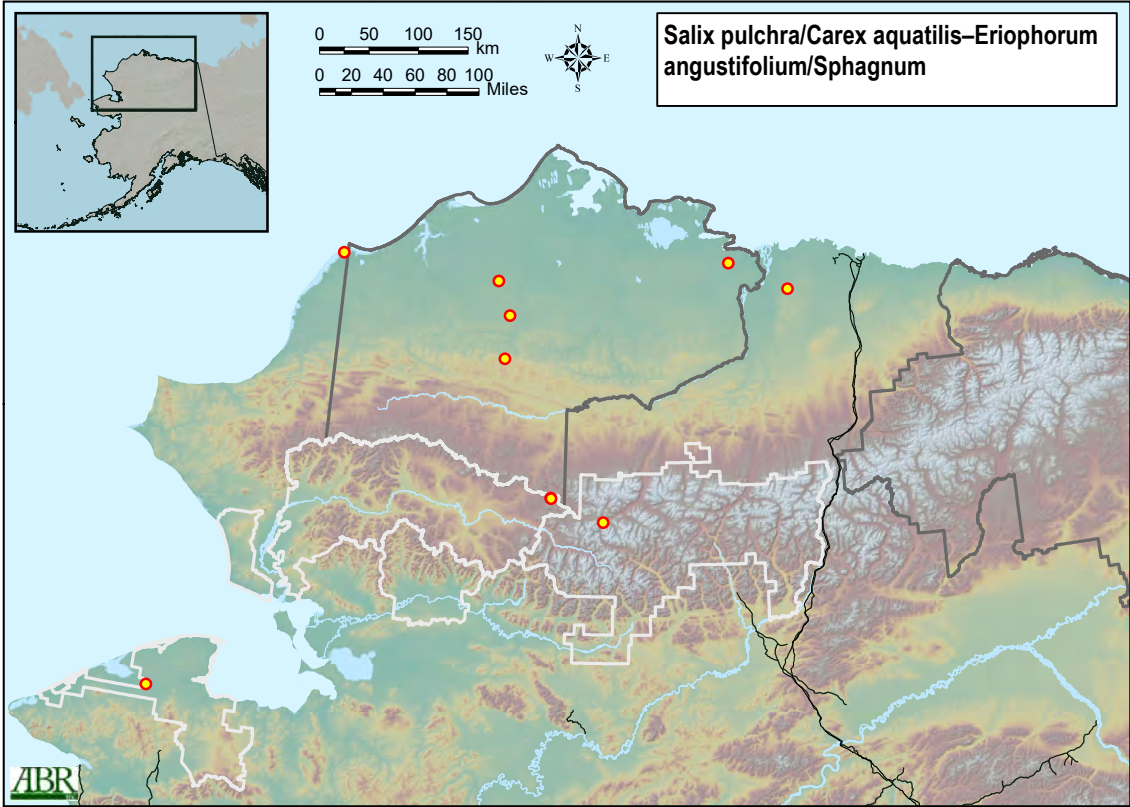 0 50 100 150
km
0 20 40 60 80 100
Miles
N
W E
S
Salix pulchra/Carex aquatilis–Eriophorum
angustifolium/Sphagnum
ABR